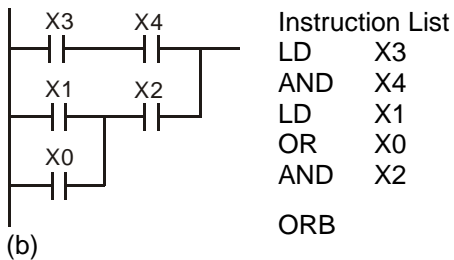 X3 X4
X1 X2
X0
(b)
Instruction List
LD X3
AND X4
LD X1
OR X0
AND X2
ORB